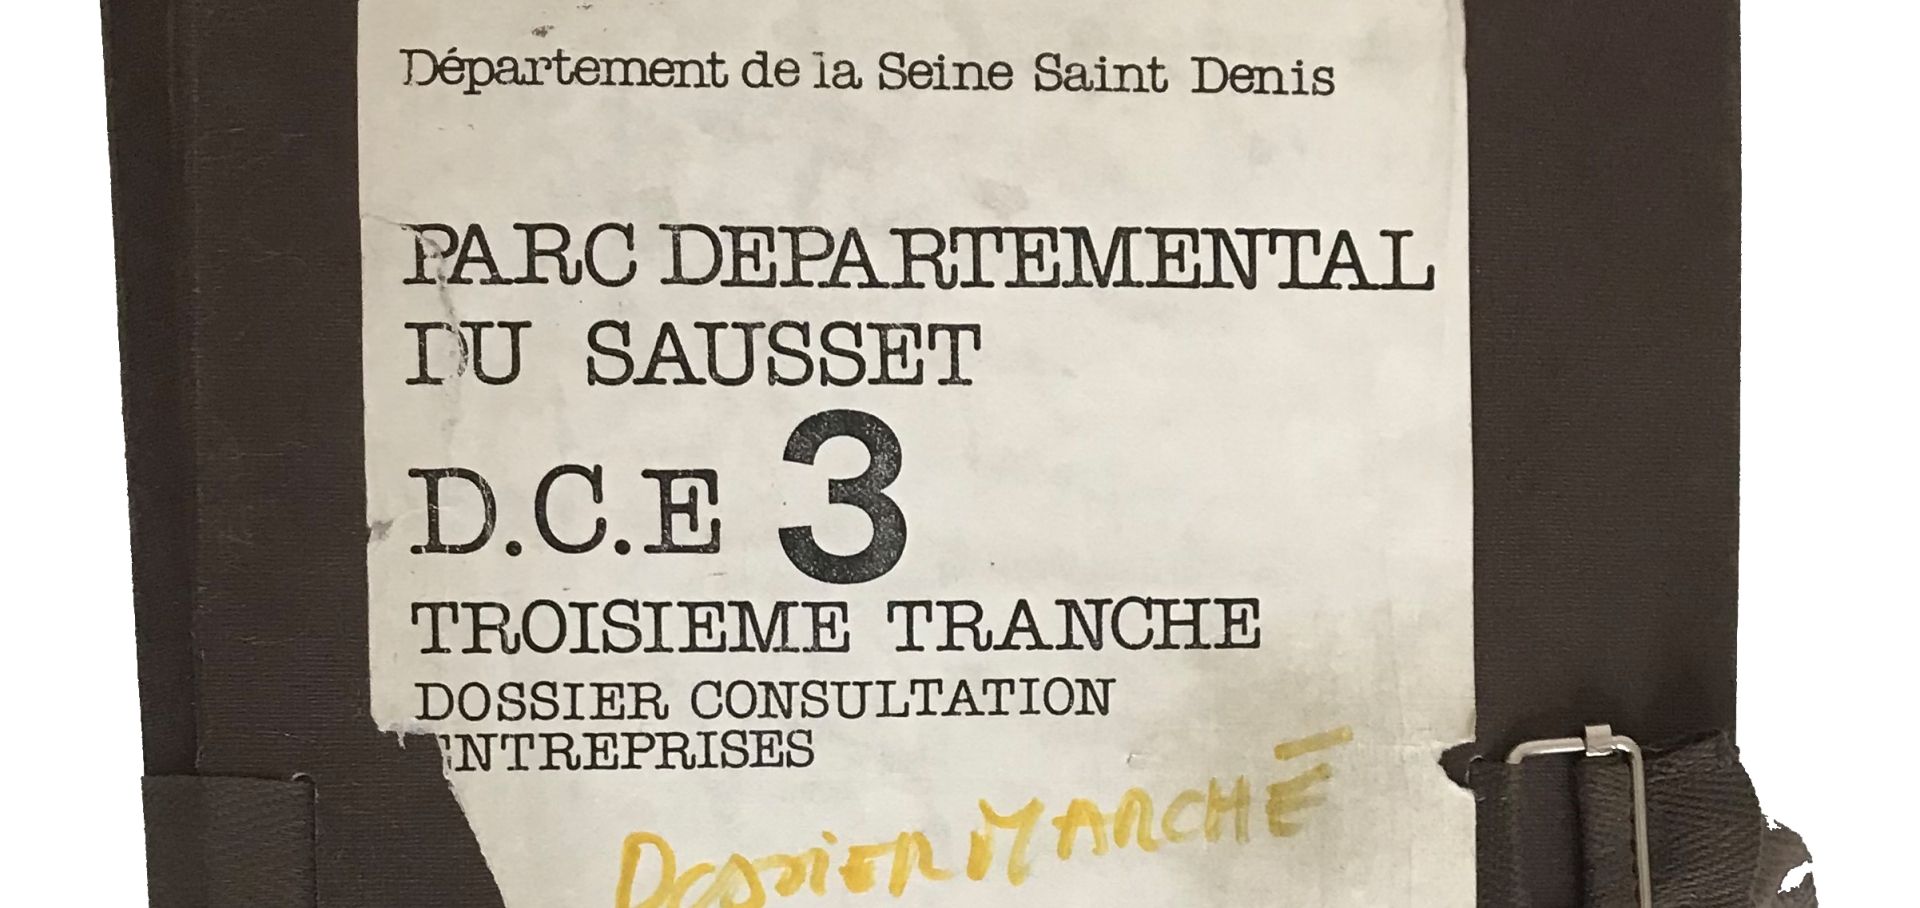 Département de la Seine Saint Denis
PARC DEPARTEMENTAL
DU SAUSSET
D.C.E 3
TROISIEME TRANCHE
DOSSIER CONSULTATION
ENTREPRISES
DossiER MARCHÉ